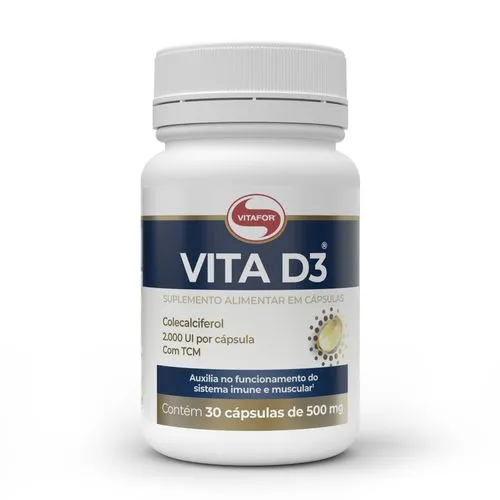 VITAFOR
VITA D3®
SUPLEMENTO ALIMENTAR EM CÁPSULAS
Colecalciferol
2.000 UI por cápsula
Com TCM
Auxilia no funcionamento do
sistema imune e muscular¹
Contém 30 cápsulas de 500 mg